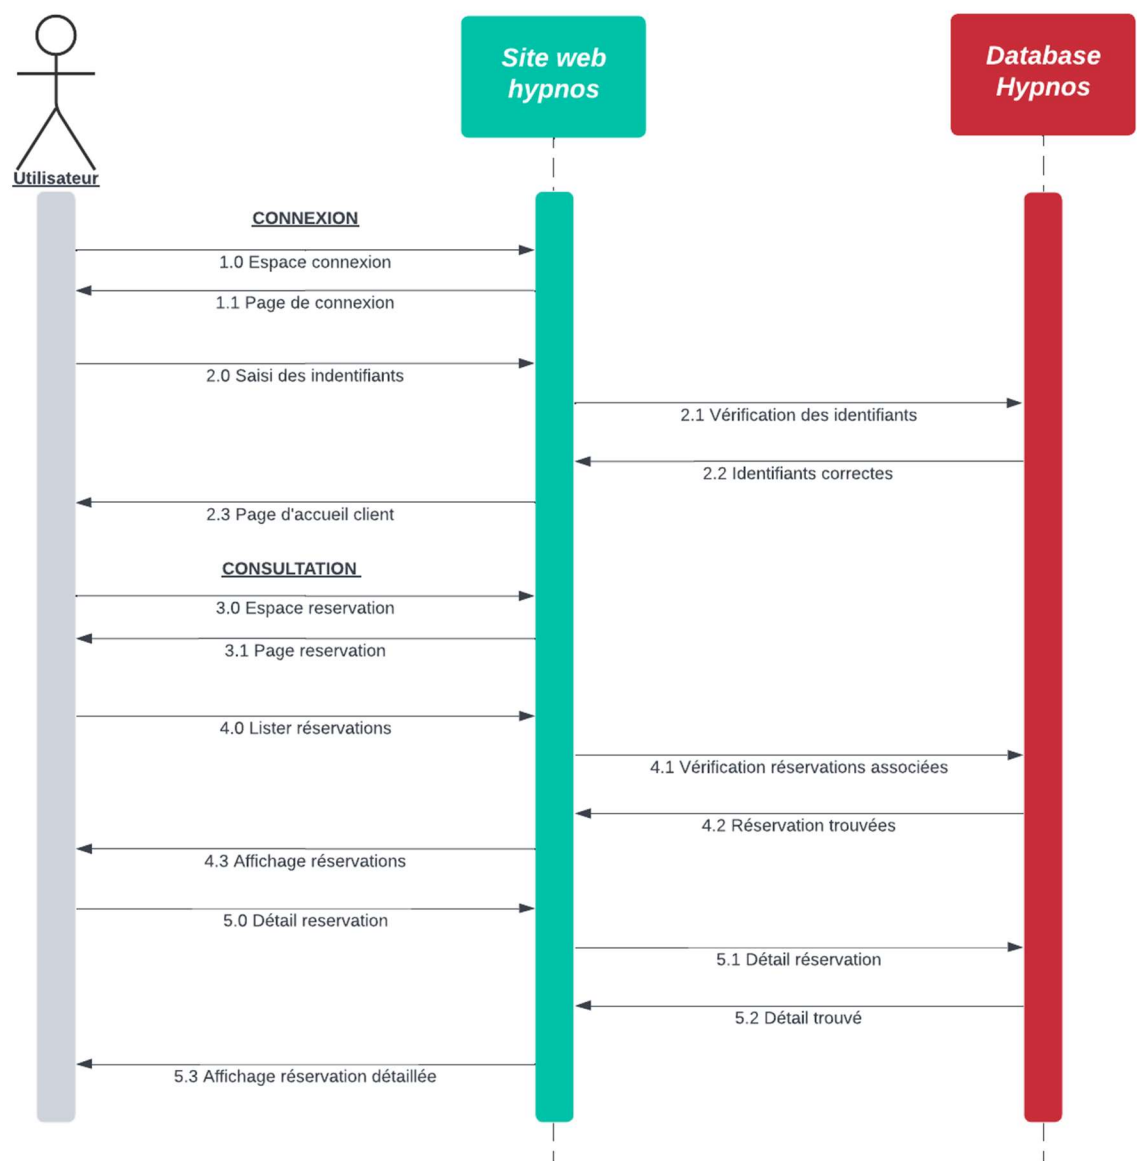 Site web
hypnos
Database
Hypnos
Utilisateur
CONNEXION
1.0 Espace connexion
1.1 Page de connexion
2.0 Saisi des indentifiants
2.1 Vérification des identifiants
2.2 Identifiants correctes
2.3 Page d'accueil client
CONSULTATION
3.0 Espace reservation
3.1 Page reservation
4.0 Lister réservations
4.1 Vérification réservations associées
4.2 Réservation trouvées
4.3 Affichage réservations
5.0 Détail reservation
5.1 Détail réservation
5.2 Détail trouvé
5.3 Affichage réservation détaillée